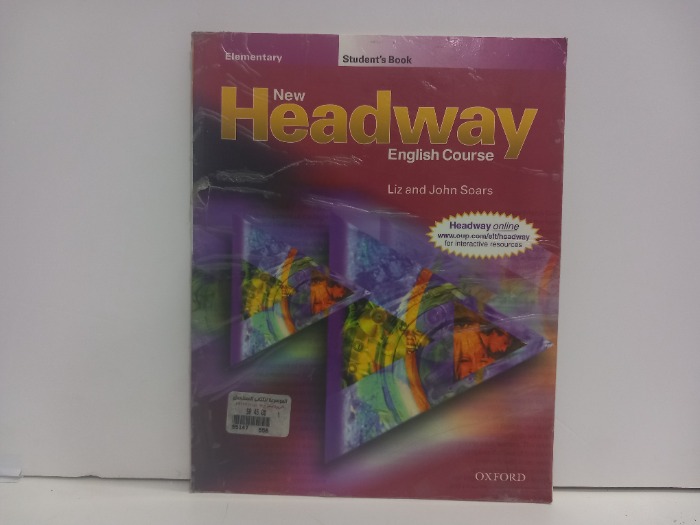 Elementary
Student's Book
New
Headway
English Course
Liz and John Soars
Headway online
www.oup.com/elt/headway
for interactive resources
OXFORD